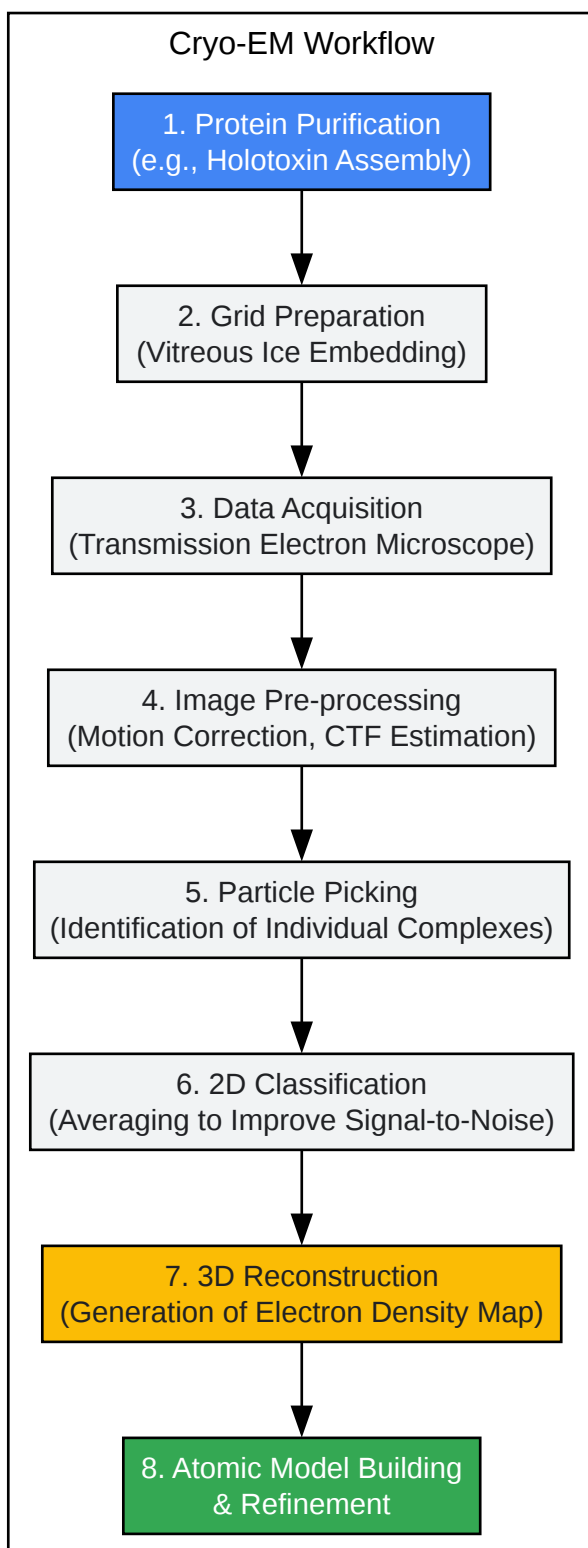 Cryo-EM Workflow
1. Protein Purification
(e.g., Holotoxin Assembly)
2. Grid Preparation
(Vitreous Ice Embedding)
3. Data Acquisition
(Transmission Electron Microscope)
4. Image Pre-processing
(Motion Correction, CTF Estimation)
5. Particle Picking
(Identification of Individual Complexes)
6. 2D Classification
(Averaging to Improve Signal-to-Noise)
7. 3D Reconstruction
(Generation of Electron Density Map)
8. Atomic Model Building
& Refinement